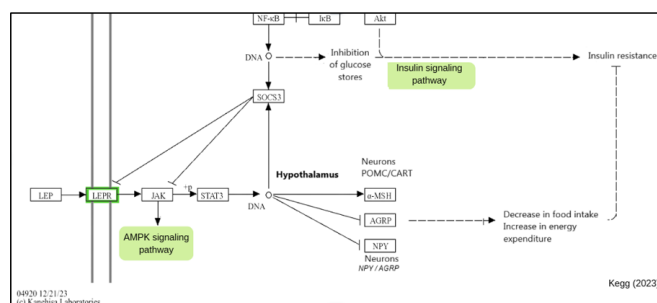 NF-κB
IκB
Akt
DNA
Inhibition
of glucose
stores
Insulin signaling
pathway
Insulin resistance
SOCS3
Hypothalamus
Neurons
POMC/CART
LEP
LEPR
JAK
+p
STAT3
DNA
α-MSH
AGRP
NPY
Neurons
NPY / AGRP
Decrease in food intake
Increase in energy
expenditure
AMPK signaling
pathway
04920 12/21/23
(c) Kanehisa Laboratories
Kegg (2023)